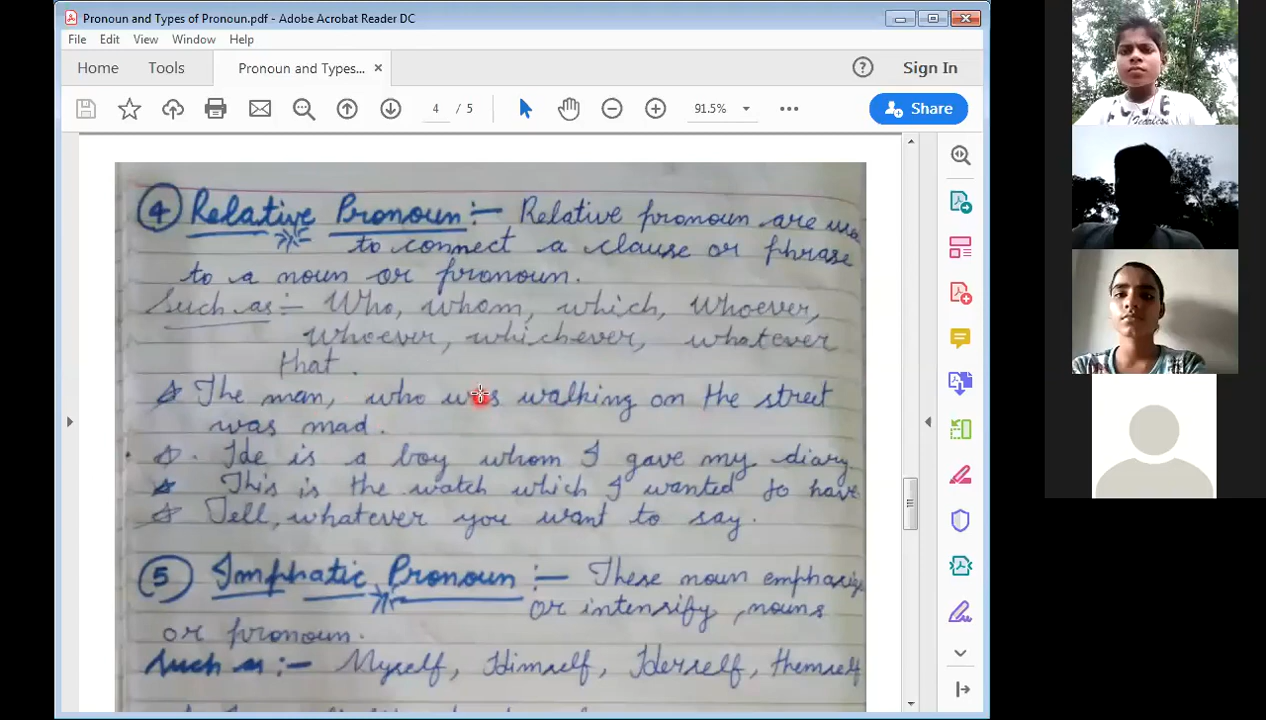 Pronoun and Types of Pronoun.pdf - Adobe Acrobat Reader DC
File Edit View Window Help
Home Tools Pronoun and Types... × Sign In
4 / 5 91.5% Share
4 Relative Pronoun :- Relative pronoun are use
to connect a clause or phrase
to a noun or pronoun.
Such as :- Who, whom, which, Whoever,
Whoever, whichever, whatever
that.
The man, who was walking on the street
was mad.
He is a boy whom I gave my diary
This is the watch which I wanted to have
Tell, whatever you want to say.
5 Imphatic Pronoun :- These noun emphasiz
or intensify, nouns
or pronoun.
Such as :- Myself, Himself, Herself, themself
Fearless